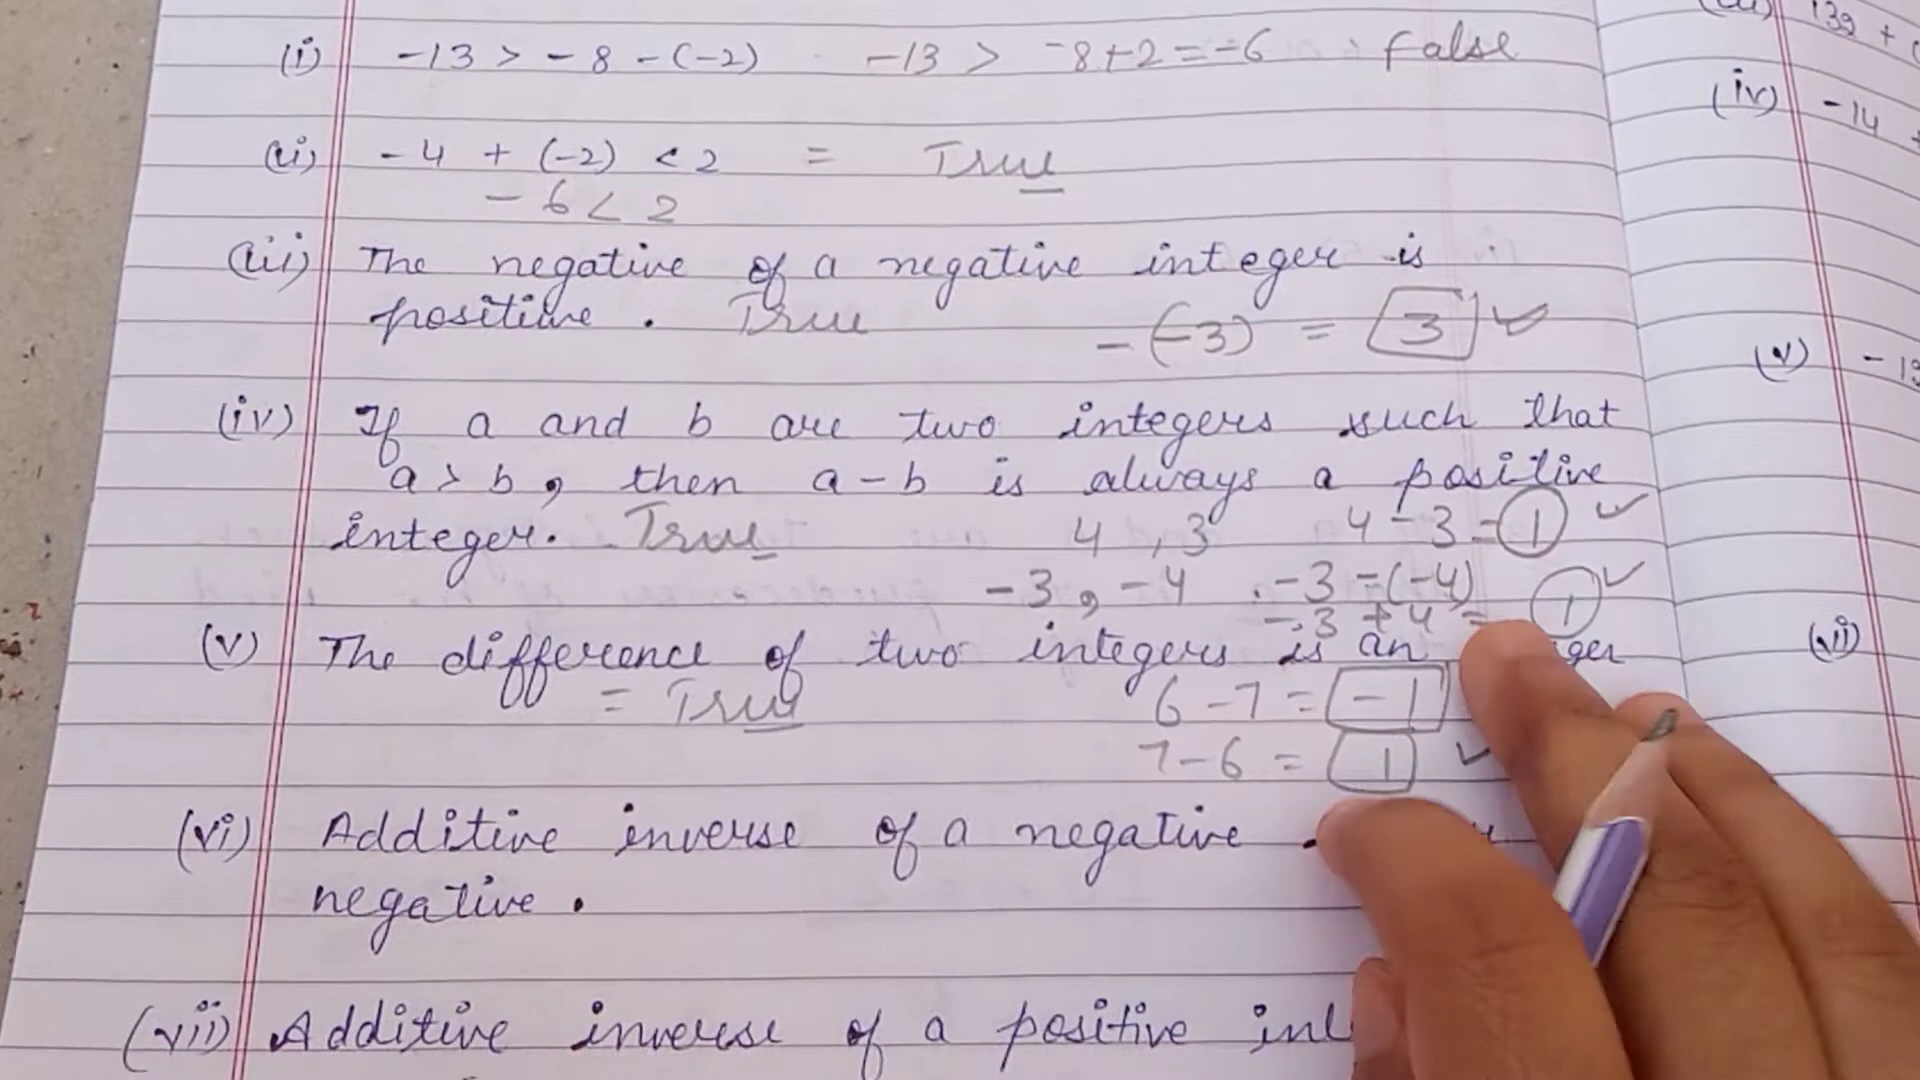 (i) -13 > -8 -(-2) -13 > -8+2=-6 False
(ii) -4 + (-2) < 2 = True
-6 < 2
(iii) The negative of a negative integer is
positive. True -(-3) = 3 ✓
(iv) If a and b are two integers such that
a > b, then a-b is always a positive
integer. True 4, 3 4-3=1 ✓
-3, -4 -3-(-4) 1 ✓
-3+4=
(v) The difference of two integers is an
= True 6-7=-1
7-6=1 ✓
(vi) Additive inverse of a negative
negative.
(vii) Additive inverse of a positive
139 +
(iv) -14
(v) -13
(vii)